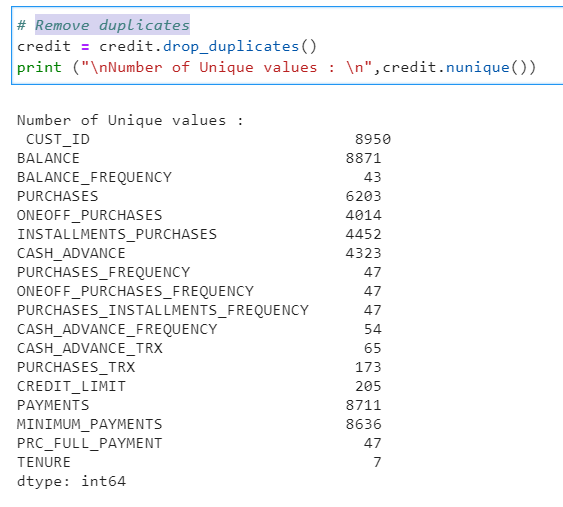 # Remove duplicates
credit = credit.drop_duplicates()
print ("\nNumber of Unique values : \n",credit.nunique())
Number of Unique values :
CUST_ID 8950
BALANCE 8871
BALANCE_FREQUENCY 43
PURCHASES 6203
ONEOFF_PURCHASES 4014
INSTALLMENTS_PURCHASES 4452
CASH_ADVANCE 4323
PURCHASES_FREQUENCY 47
ONEOFF_PURCHASES_FREQUENCY 47
PURCHASES_INSTALLMENTS_FREQUENCY 47
CASH_ADVANCE_FREQUENCY 54
CASH_ADVANCE_TRX 65
PURCHASES_TRX 173
CREDIT_LIMIT 205
PAYMENTS 8711
MINIMUM_PAYMENTS 8636
PRC_FULL_PAYMENT 47
TENURE 7
dtype: int64